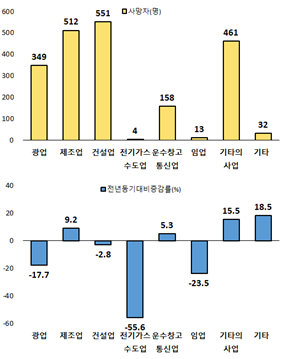 사망자(명)
600
500
400
300
200
100
0
349
512
551
4
158
13
461
32
광업
제조업
건설업
전기가스
수도업
운수창고
통신업
임업
기타의
사업
기타
전년동기대비증감률(%)
40
20
0
-20
-40
-60
-17.7
9.2
-2.8
-55.6
5.3
-23.5
15.5
18.5
광업
제조업
건설업
전기가스
수도업
운수창고
통신업
임업
기타의
사업
기타